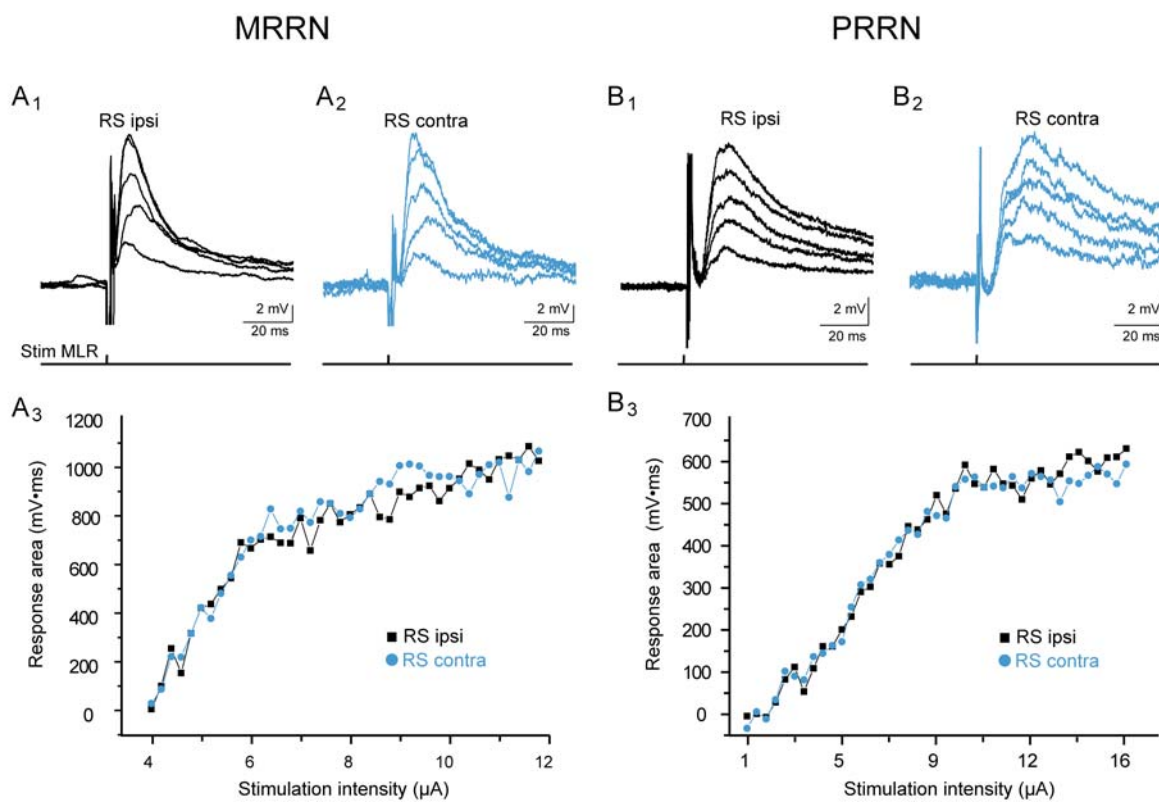 MRRN
PRRN
A1
RS ipsi
A2
RS contra
B1
RS ipsi
B2
RS contra
2 mV
20 ms
2 mV
20 ms
2 mV
20 ms
2 mV
20 ms
Stim MLR
A3
1200
1000
800
600
400
200
0
Response area (mV•ms)
RS ipsi
RS contra
4
6
8
10
12
Stimulation intensity (µA)
B3
700
600
500
400
300
200
100
0
Response area (mV•ms)
RS ipsi
RS contra
1
5
9
13
16
Stimulation intensity (µA)